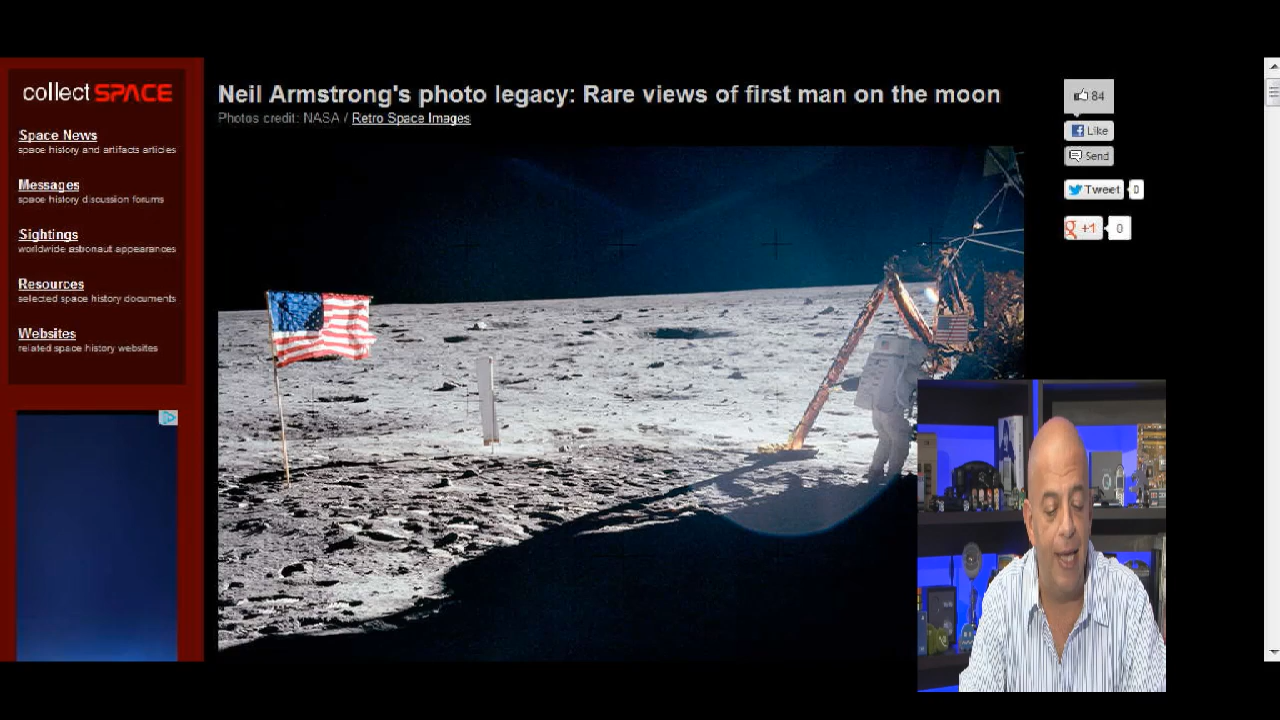 collect SPACE
Space News
space history and artifacts articles
Messages
space history discussion forums
Sightings
worldwide astronaut appearances
Resources
selected space history documents
Websites
related space history websites
Neil Armstrong's photo legacy: Rare views of first man on the moon
Photos credit: NASA / Retro Space Images
84
Like
Send
Tweet 0
+1 0